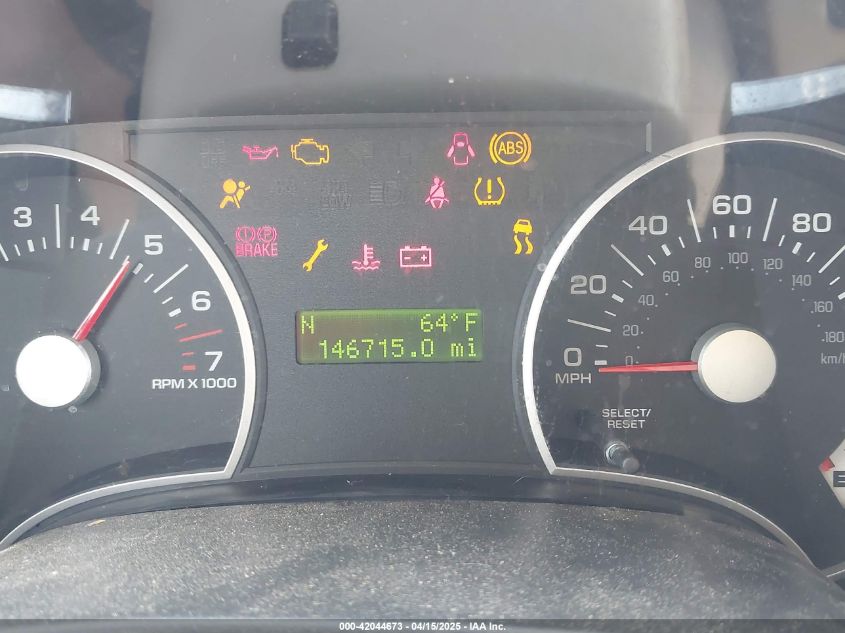 ABS
BRAKE
3 4 5 6 7
RPM X 1000
N 64°F
146715.0 mi
0 20 40 60 80
0 20 40 60 80 100 120 140 160 180
MPH
km/h
SELECT/
RESET
000-42044673 - 04/15/2025 - IAA Inc.